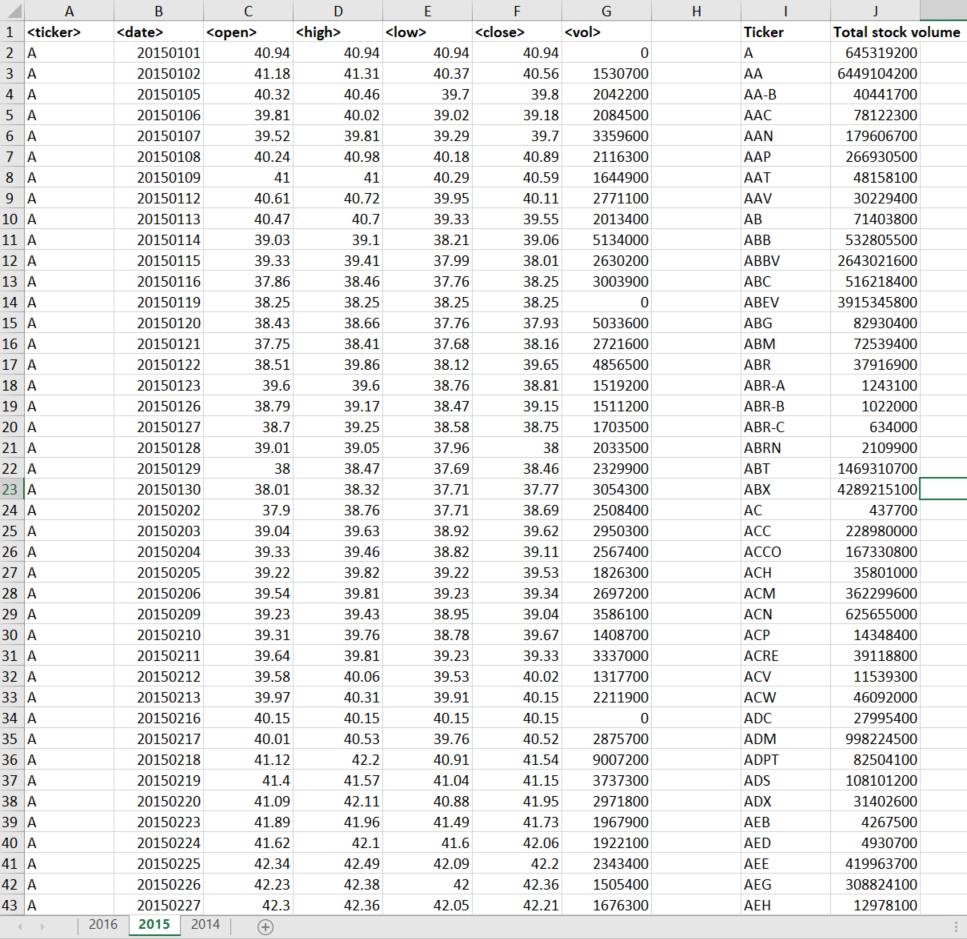 A B C D E F G H I J
1 <ticker> <date> <open> <high> <low> <close> <vol> Ticker Total stock volume
2 A 20150101 40.94 40.94 40.94 40.94 0 A 645319200
3 A 20150102 41.18 41.31 40.37 40.56 1530700 AA 6449104200
4 A 20150105 40.32 40.46 39.7 39.8 2042200 AA-B 40441700
5 A 20150106 39.81 40.02 39.02 39.18 2084500 AAC 78122300
6 A 20150107 39.52 39.81 39.29 39.7 3359600 AAN 179606700
7 A 20150108 40.24 40.98 40.18 40.89 2116300 AAP 266930500
8 A 20150109 41 41 40.29 40.59 1644900 AAT 48158100
9 A 20150112 40.61 40.72 39.95 40.11 2771100 AAV 30229400
10 A 20150113 40.47 40.7 39.33 39.55 2013400 AB 71403800
11 A 20150114 39.03 39.1 38.21 39.06 5134000 ABB 532805500
12 A 20150115 39.33 39.41 37.99 38.01 2630200 ABBV 2643021600
13 A 20150116 37.86 38.46 37.76 38.25 3003900 ABC 516218400
14 A 20150119 38.25 38.25 38.25 38.25 0 ABEV 3915345800
15 A 20150120 38.43 38.66 37.76 37.93 5033600 ABG 82930400
16 A 20150121 37.75 38.41 37.68 38.16 2721600 ABM 72539400
17 A 20150122 38.51 39.86 38.12 39.65 4856500 ABR 37916900
18 A 20150123 39.6 39.6 38.76 38.81 1519200 ABR-A 1243100
19 A 20150126 38.79 39.17 38.47 39.15 1511200 ABR-B 1022000
20 A 20150127 38.7 39.25 38.58 38.75 1703500 ABR-C 634000
21 A 20150128 39.01 39.05 37.96 38 2033500 ABRN 2109900
22 A 20150129 38 38.47 37.69 38.46 2329900 ABT 1469310700
23 A 20150130 38.01 38.32 37.71 37.77 3054300 ABX 4289215100
24 A 20150202 37.9 38.76 37.71 38.69 2508400 AC 437700
25 A 20150203 39.04 39.63 38.92 39.62 2950300 ACC 228980000
26 A 20150204 39.33 39.46 38.82 39.11 2567400 ACCO 167330800
27 A 20150205 39.22 39.82 39.22 39.53 1826300 ACH 35801000
28 A 20150206 39.54 39.81 39.23 39.34 2697200 ACM 362299600
29 A 20150209 39.23 39.43 38.95 39.04 3586100 ACN 625655000
30 A 20150210 39.31 39.76 38.78 39.67 1408700 ACP 14348400
31 A 20150211 39.64 39.81 39.23 39.33 3337000 ACRE 39118800
32 A 20150212 39.58 40.06 39.53 40.02 1317700 ACV 11539300
33 A 20150213 39.97 40.31 39.91 40.15 2211900 ACW 46092000
34 A 20150216 40.15 40.15 40.15 40.15 0 ADC 27995400
35 A 20150217 40.01 40.53 39.76 40.52 2875700 ADM 998224500
36 A 20150218 41.12 42.2 40.91 41.54 9007200 ADPT 82504100
37 A 20150219 41.4 41.57 41.04 41.15 3737300 ADS 108101200
38 A 20150220 41.09 42.11 40.88 41.95 2971800 ADX 31402600
39 A 20150223 41.89 41.96 41.49 41.73 1967900 AEB 4267500
40 A 20150224 41.62 42.1 41.6 42.06 1922100 AED 4930700
41 A 20150225 42.34 42.49 42.09 42.2 2343400 AEE 419963700
42 A 20150226 42.23 42.38 42 42.36 1505400 AEG 308824100
43 A 20150227 42.3 42.36 42.05 42.21 1676300 AEH 12978100
2016 2015 2014